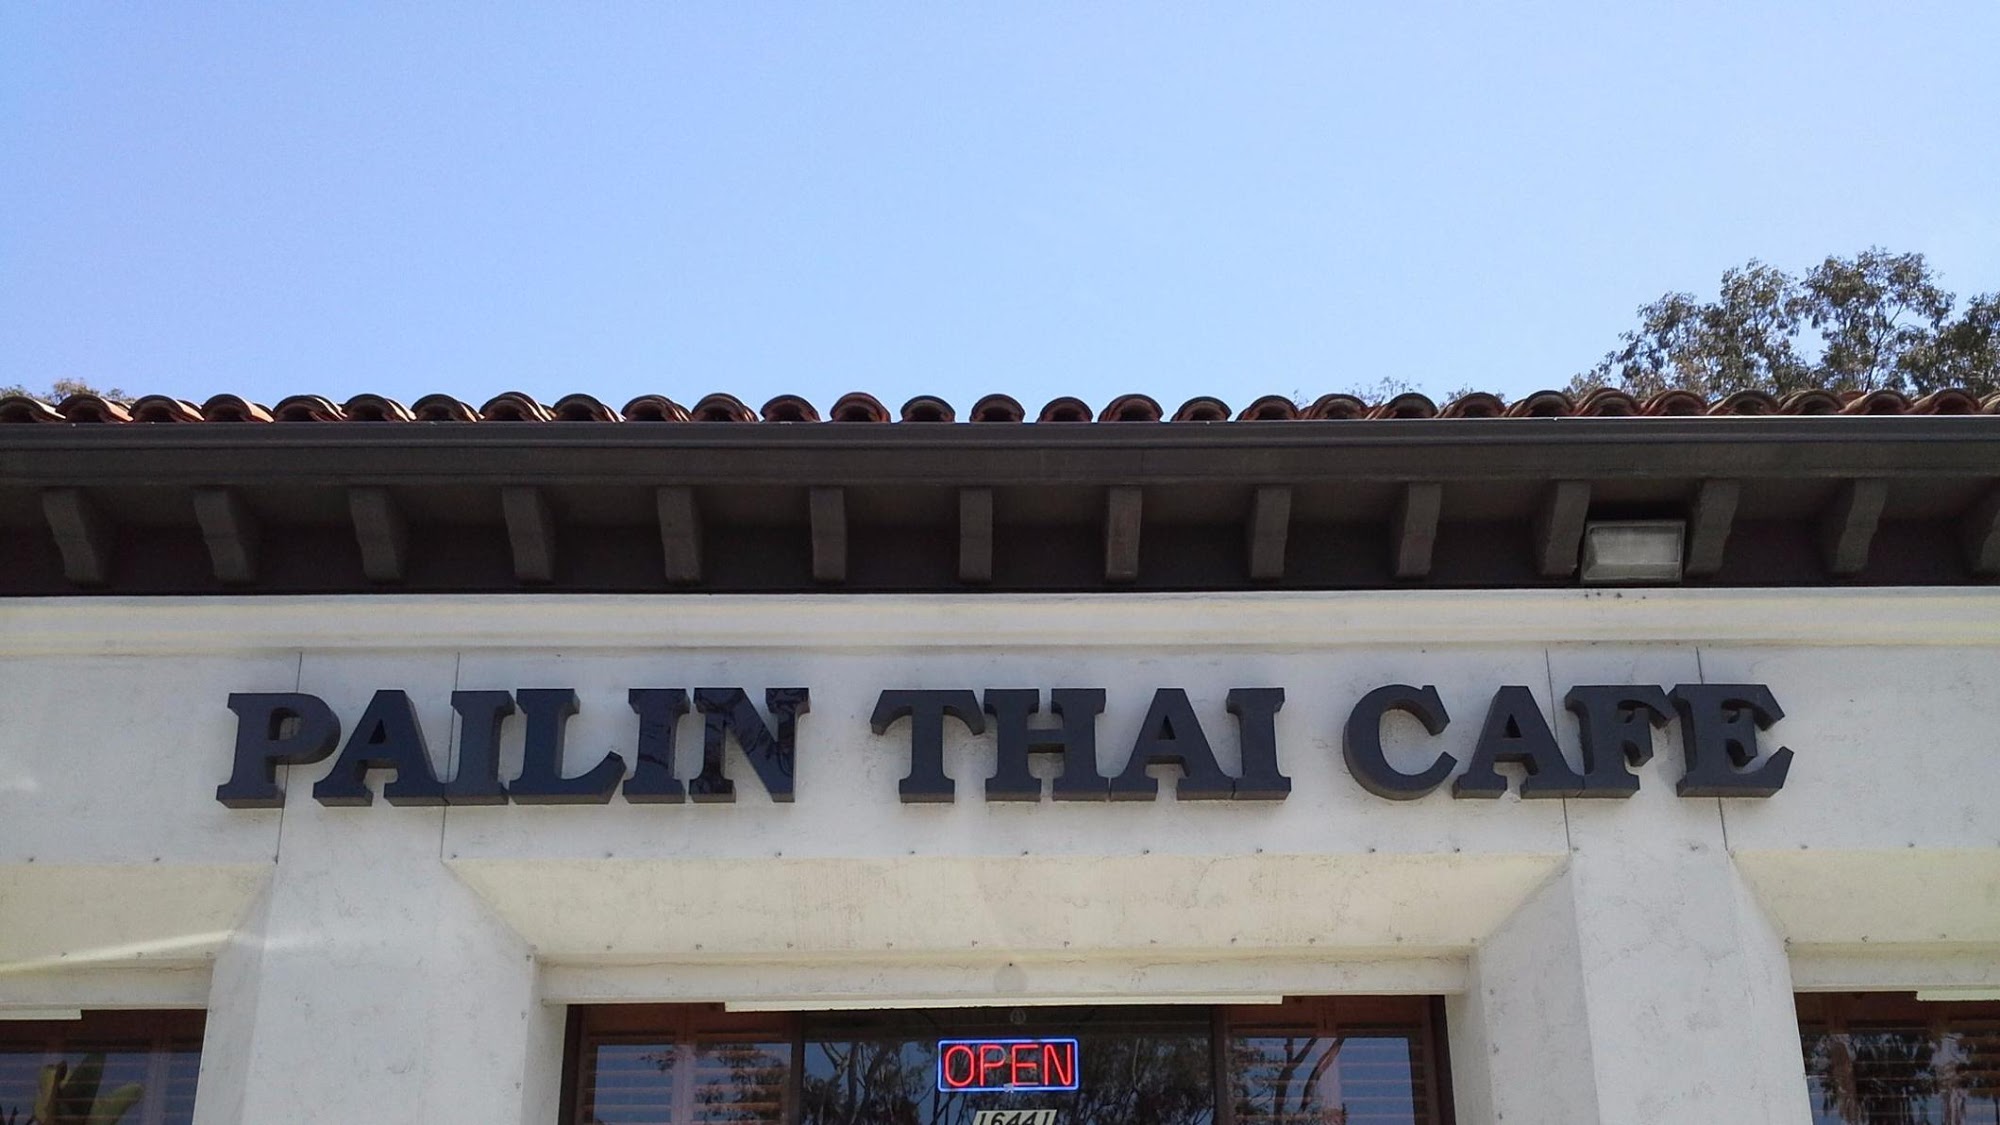 PAILIN THAI CAFE
OPEN
16441